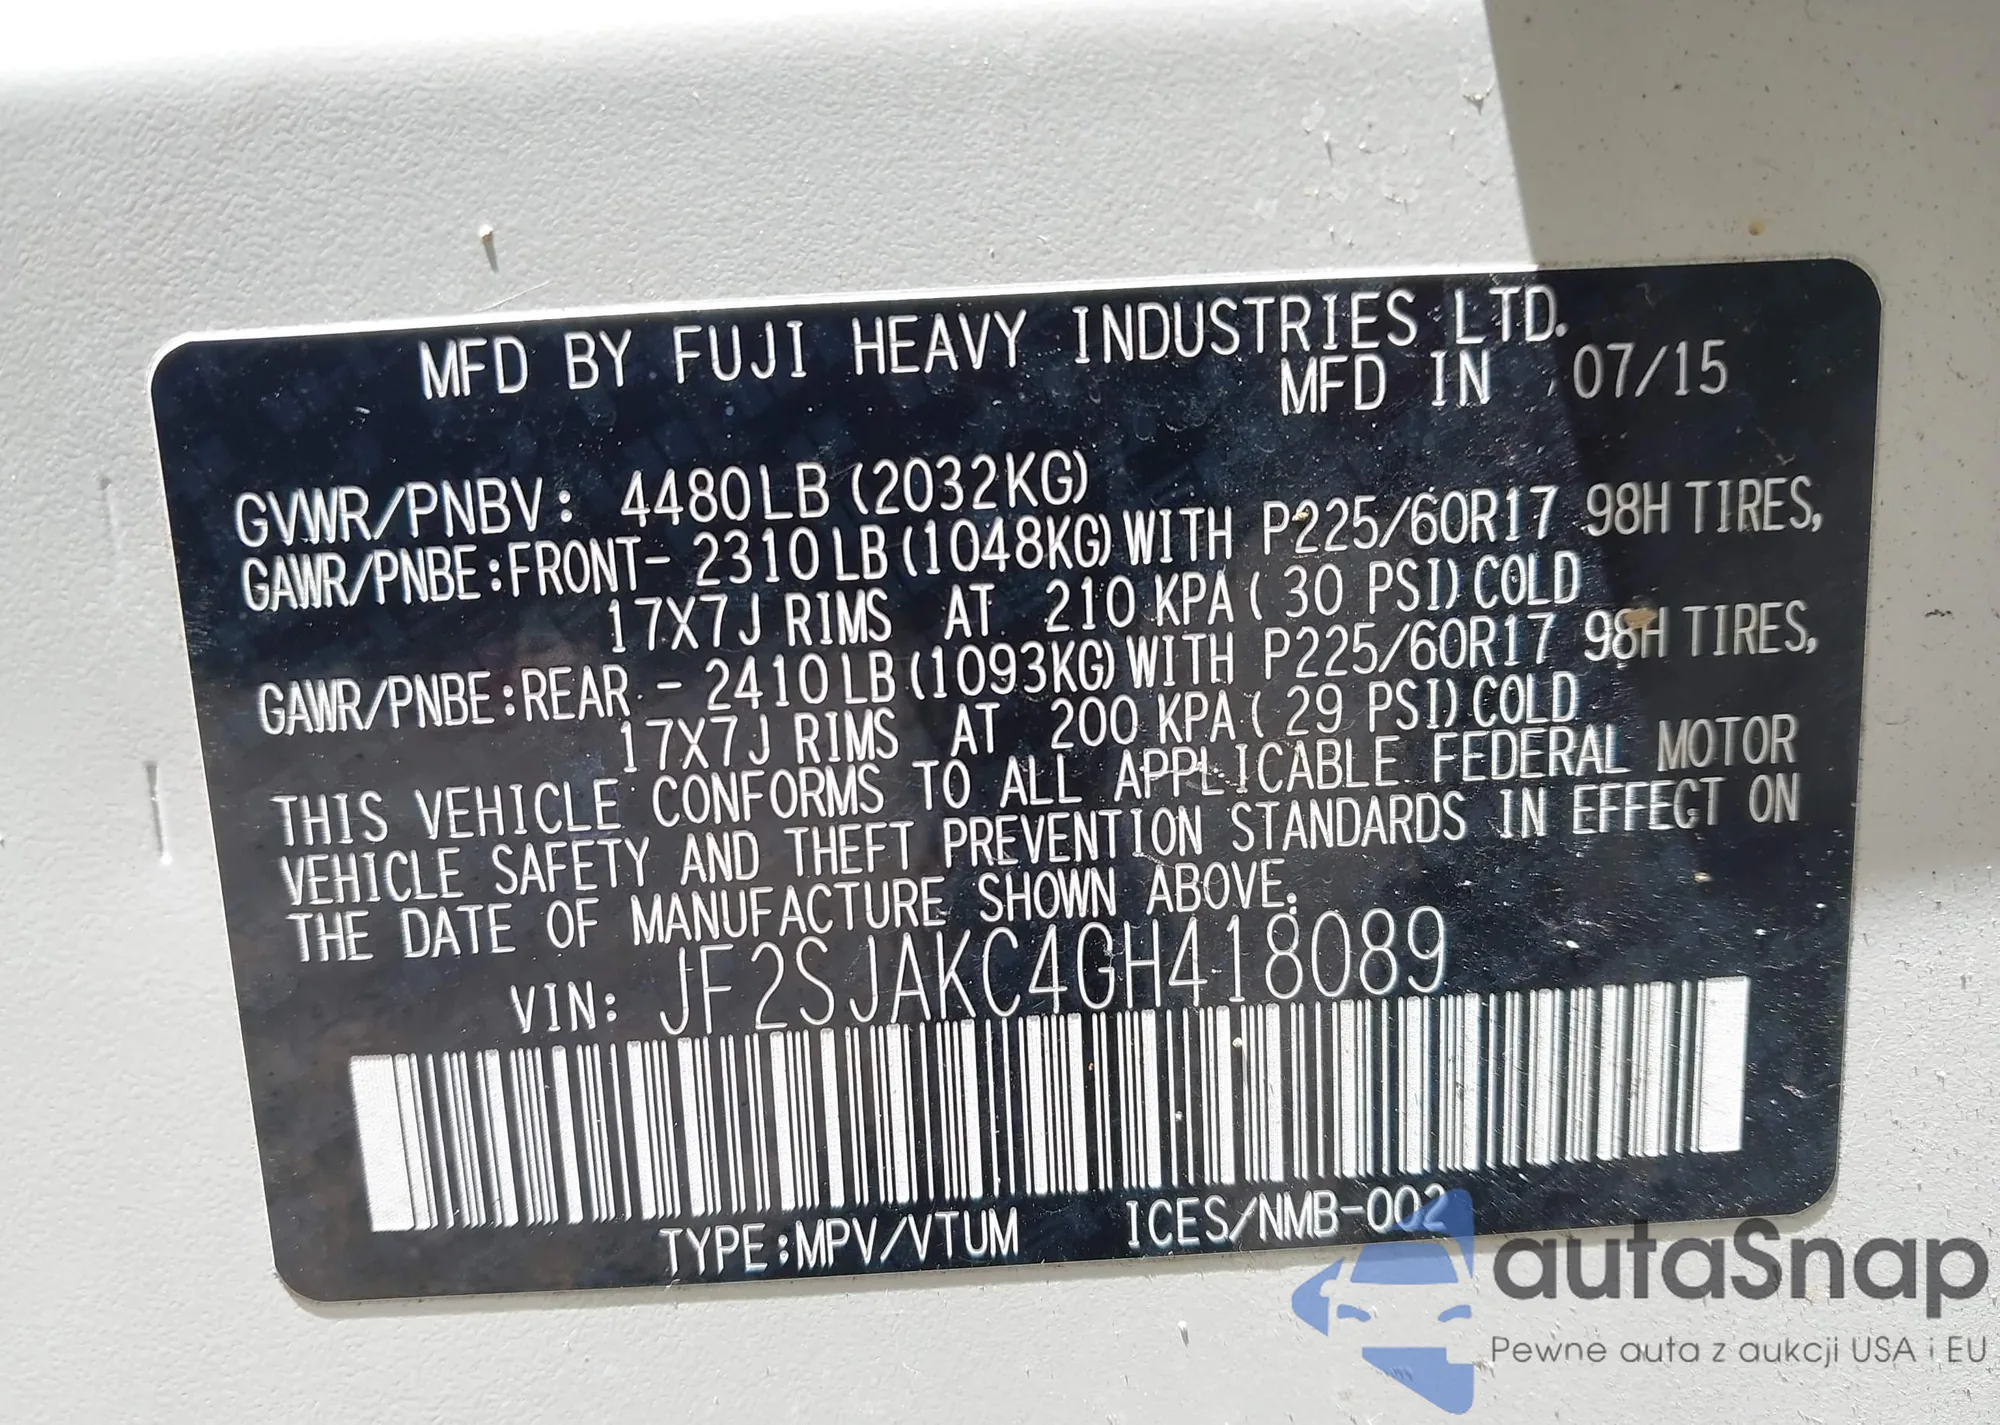 MFD BY FUJI HEAVY INDUSTRIES LTD.
MFD IN 07/15
GVWR/PNBV: 4480LB(2032KG)
GAWR/PNBE:FRONT- 2310LB(1048KG)WITH P225/60R17 98H TIRES,
17X7J RIMS AT 210 KPA( 30 PSI)COLD
GAWR/PNBE:REAR - 2410LB(1093KG)WITH P225/60R17 98H TIRES,
17X7J RIMS AT 200 KPA( 29 PSI)COLD
THIS VEHICLE CONFORMS TO ALL APPLICABLE FEDERAL MOTOR
VEHICLE SAFETY AND THEFT PREVENTION STANDARDS IN EFFECT ON
THE DATE OF MANUFACTURE SHOWN ABOVE.
VIN: JF2SJAKC4GH418089
TYPE:MPV/VTUM ICES/NMB-002
autaSnap
Pewne auta z aukcji USA i EU